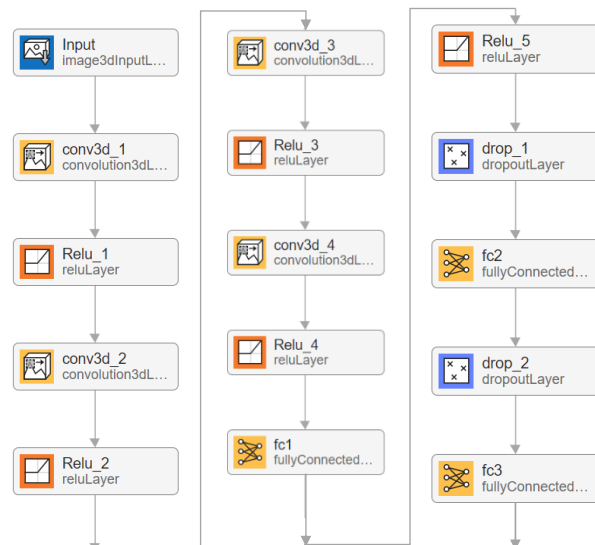 Input
image3dInputL...
conv3d_1
convolution3dL...
Relu_1
reluLayer
conv3d_2
convolution3dL...
Relu_2
reluLayer
conv3d_3
convolution3dL...
Relu_3
reluLayer
conv3d_4
convolution3dL...
Relu_4
reluLayer
fc1
fullyConnected...
Relu_5
reluLayer
drop_1
dropoutLayer
fc2
fullyConnected...
drop_2
dropoutLayer
fc3
fullyConnected...